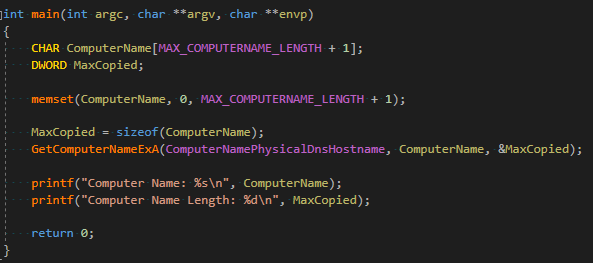 int main(int argc, char **argv, char **envp)
{
CHAR ComputerName[MAX_COMPUTERNAME_LENGTH + 1];
DWORD MaxCopied;
memset(ComputerName, 0, MAX_COMPUTERNAME_LENGTH + 1);
MaxCopied = sizeof(ComputerName);
GetComputerNameExA(ComputerNamePhysicalDnsHostname, ComputerName, &MaxCopied);
printf("Computer Name: %s\n", ComputerName);
printf("Computer Name Length: %d\n", MaxCopied);
return 0;
}